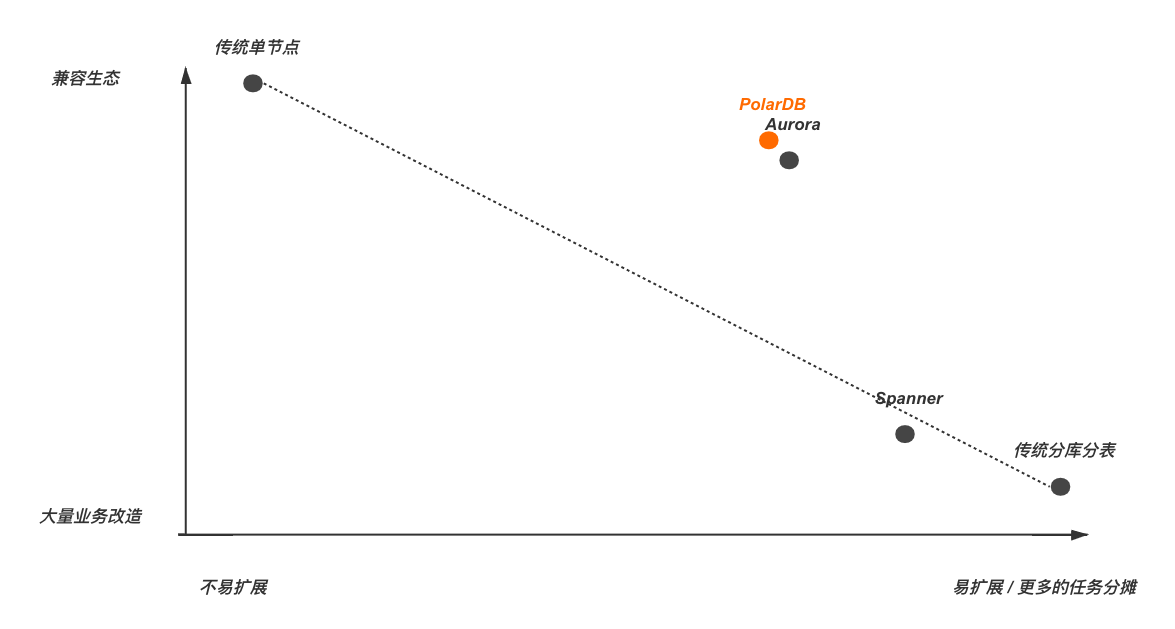 传统单节点
兼容生态
PolarDB
Aurora
Spanner
传统分库分表
大量业务改造
不易扩展
易扩展 / 更多的任务分摊